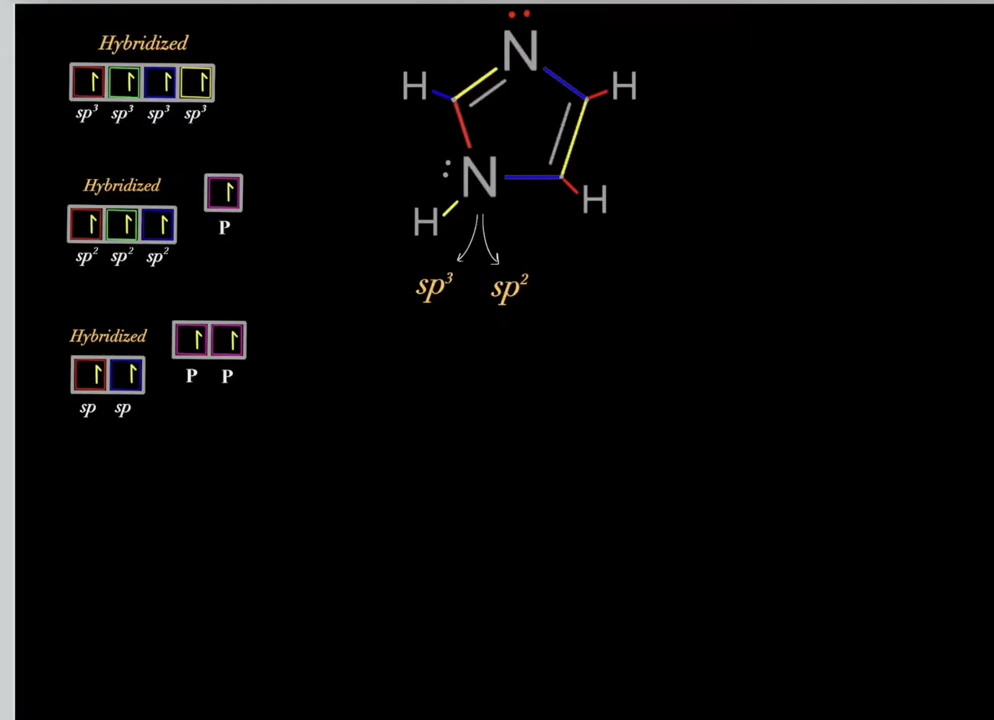 Hybridized
↿ ↿ ↿ ↿
sp³ sp³ sp³ sp³
Hybridized
↿ ↿ ↿ ↿
sp² sp² sp² P
Hybridized
↿ ↿ ↿ ↿
P P
sp sp
N
H H
N
H
H
sp³ sp²